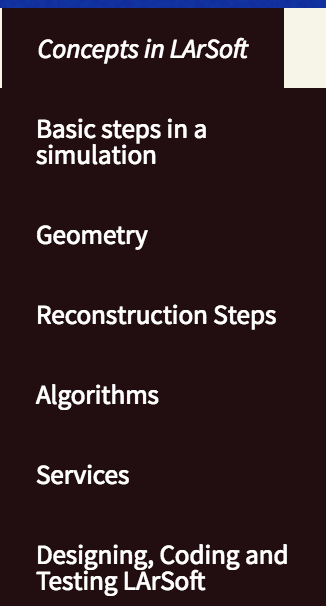 Concepts in LArSoft
Basic steps in a
simulation
Geometry
Reconstruction Steps
Algorithms
Services
Designing, Coding and
Testing LArSoft